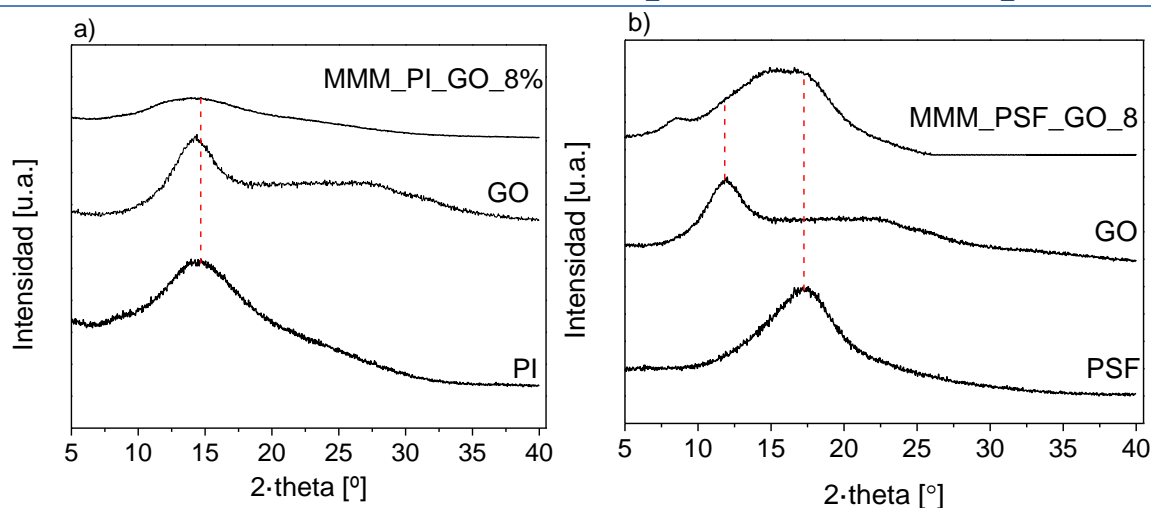 a)
MMM_PI_GO_8%
GO
PI
Intensidad [u.a.]
5 10 15 20 25 30 35 40
2·theta [º]
b)
MMM_PSF_GO_8
GO
PSF
Intensidad [u.a.]
5 10 15 20 25 30 35 40
2·theta [°]